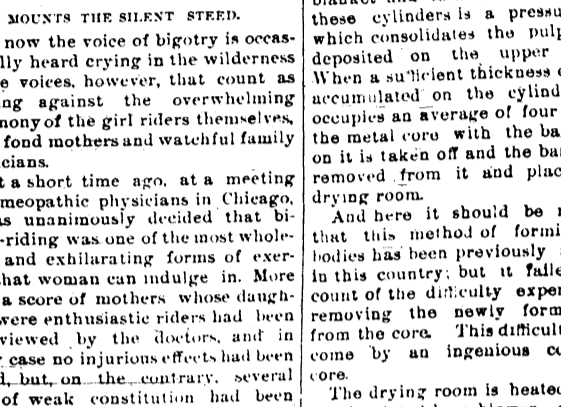 MOUNTS THE SILENT STEED.
now the voice of bigotry is occas-
lly heard crying in the wilderness
e voices, however, that count as
ng against the overwhelming
mony of the girl riders themselves,
fond mothers and watchful family
cians.
t a short time ago, at a meeting
meopathic physicians in Chicago,
as unanimously decided that bi-
-riding was one of the most whole-
and exhilarating forms of exer-
hat woman can indulge in. More
a score of mothers whose daugh-
were enthusiastic riders had been
viewed by the doctors, and in
case no injurious effects had been
d, but, on the contrary, several
of weak constitution had been
these cylinders is a pressu
which consolidates the pulp
deposited on the upper
When a sufficient thickness
accumulated on the cylind
occupies an average of four
the metal core with the ba
on it is taken off and the ba
removed from it and plac
drying room.
And here it should be
that this method of formi
bodies has been previously
in this country; but it faile
count of the difficulty exper
removing the newly form
from the core. This difficul
come by an ingenious c
core.
The drying room is heated